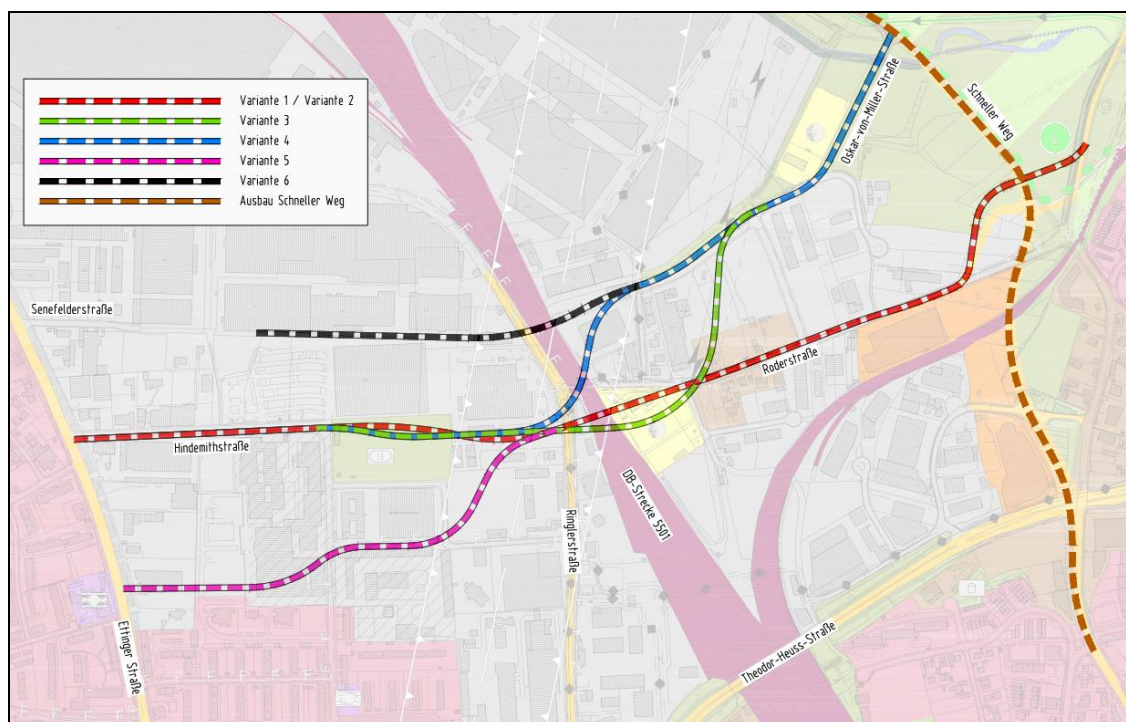 Variante 1 / Variante 2
Variante 3
Variante 4
Variante 5
Variante 6
Ausbau Schneller Weg
Schneller Weg
Oskar-von-Miller-Straße
Senefelderstraße
Roderstraße
Hindemithstraße
DB-Strecke 5501
Ringlerstraße
Ettinger Straße
Theodor-Heuss-Straße